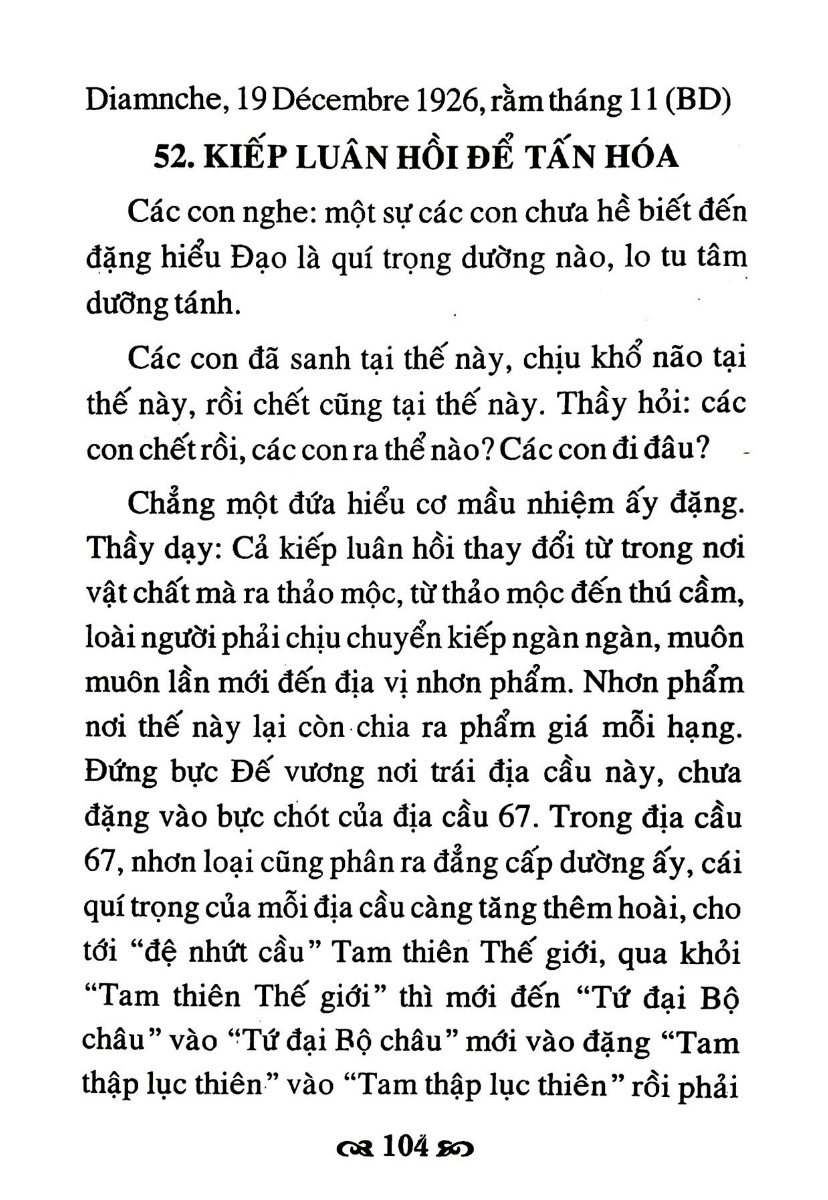 Diamnche, 19 Décembre 1926, rằm tháng 11 (BD)
52. KIẾP LUÂN HỒI ĐỂ TẤN HÓA
Các con nghe: một sự các con chưa hề biết đến
đặng hiểu Đạo là quí trọng dường nào, lo tu tâm
dưỡng tánh.
Các con đã sanh tại thế này, chịu khổ não tại
thế này, rồi chết cũng tại thế này. Thầy hỏi: các
con chết rồi, các con ra thể nào? Các con đi đâu?
Chẳng một đứa hiểu cơ mầu nhiệm ấy đặng.
Thầy dạy: Cả kiếp luân hồi thay đổi từ trong nơi
vật chất mà ra thảo mộc, từ thảo mộc đến thú cầm,
loài người phải chịu chuyển kiếp ngàn ngàn, muôn
muôn lần mới đến địa vị nhơn phẩm. Nhơn phẩm
nơi thế này lại còn chia ra phẩm giá mỗi hạng.
Đứng bực Đế vương nơi trái địa cầu này, chưa
đặng vào bực chót của địa cầu 67. Trong địa cầu
67, nhơn loại cũng phân ra đẳng cấp dường ấy, cái
quí trọng của mỗi địa cầu càng tăng thêm hoài, cho
tới “đệ nhứt cầu” Tam thiên Thế giới, qua khỏi
“Tam thiên Thế giới” thì mới đến “Tứ đại Bộ
châu” vào “Tứ đại Bộ châu” mới vào đặng “Tam
thập lục thiên” vào “Tam thập lục thiên” rồi phải
104